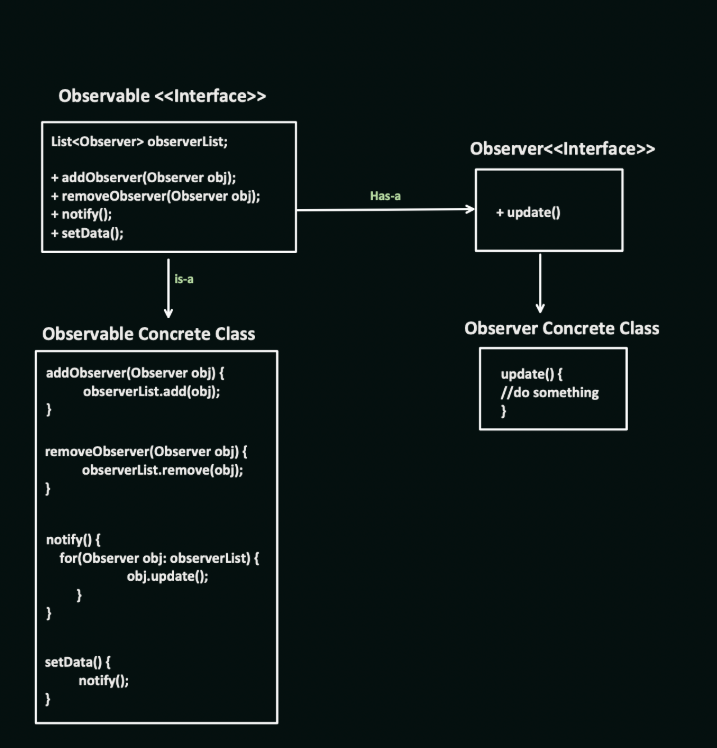 Observable <<Interface>>
List<Observer> observerList;
+ addObserver(Observer obj);
+ removeObserver(Observer obj);
+ notify();
+ setData();
Has-a
Observer<<Interface>>
+ update()
is-a
Observable Concrete Class
addObserver(Observer obj) {
observerList.add(obj);
}
removeObserver(Observer obj) {
observerList.remove(obj);
}
notify() {
for(Observer obj: observerList) {
obj.update();
}
}
setData() {
notify();
}
Observer Concrete Class
update() {
//do something
}